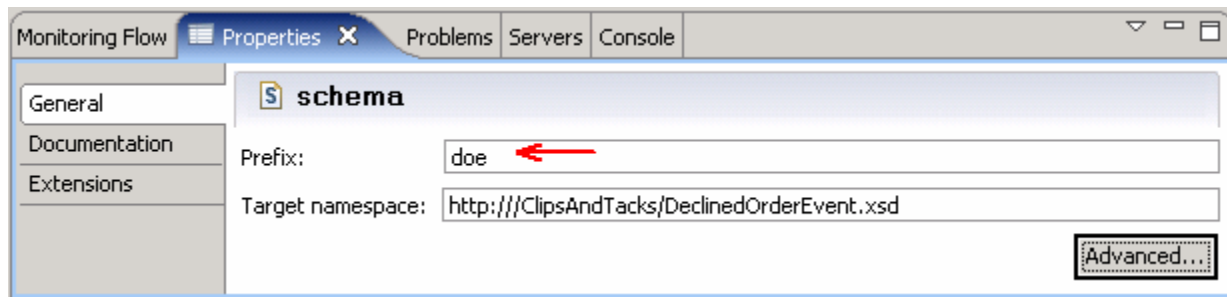 Monitoring Flow Properties Problems Servers Console
General
Documentation
Extensions
schema
Prefix: doe
Target namespace: http:///ClipsAndTacks/DeclinedOrderEvent.xsd
Advanced...